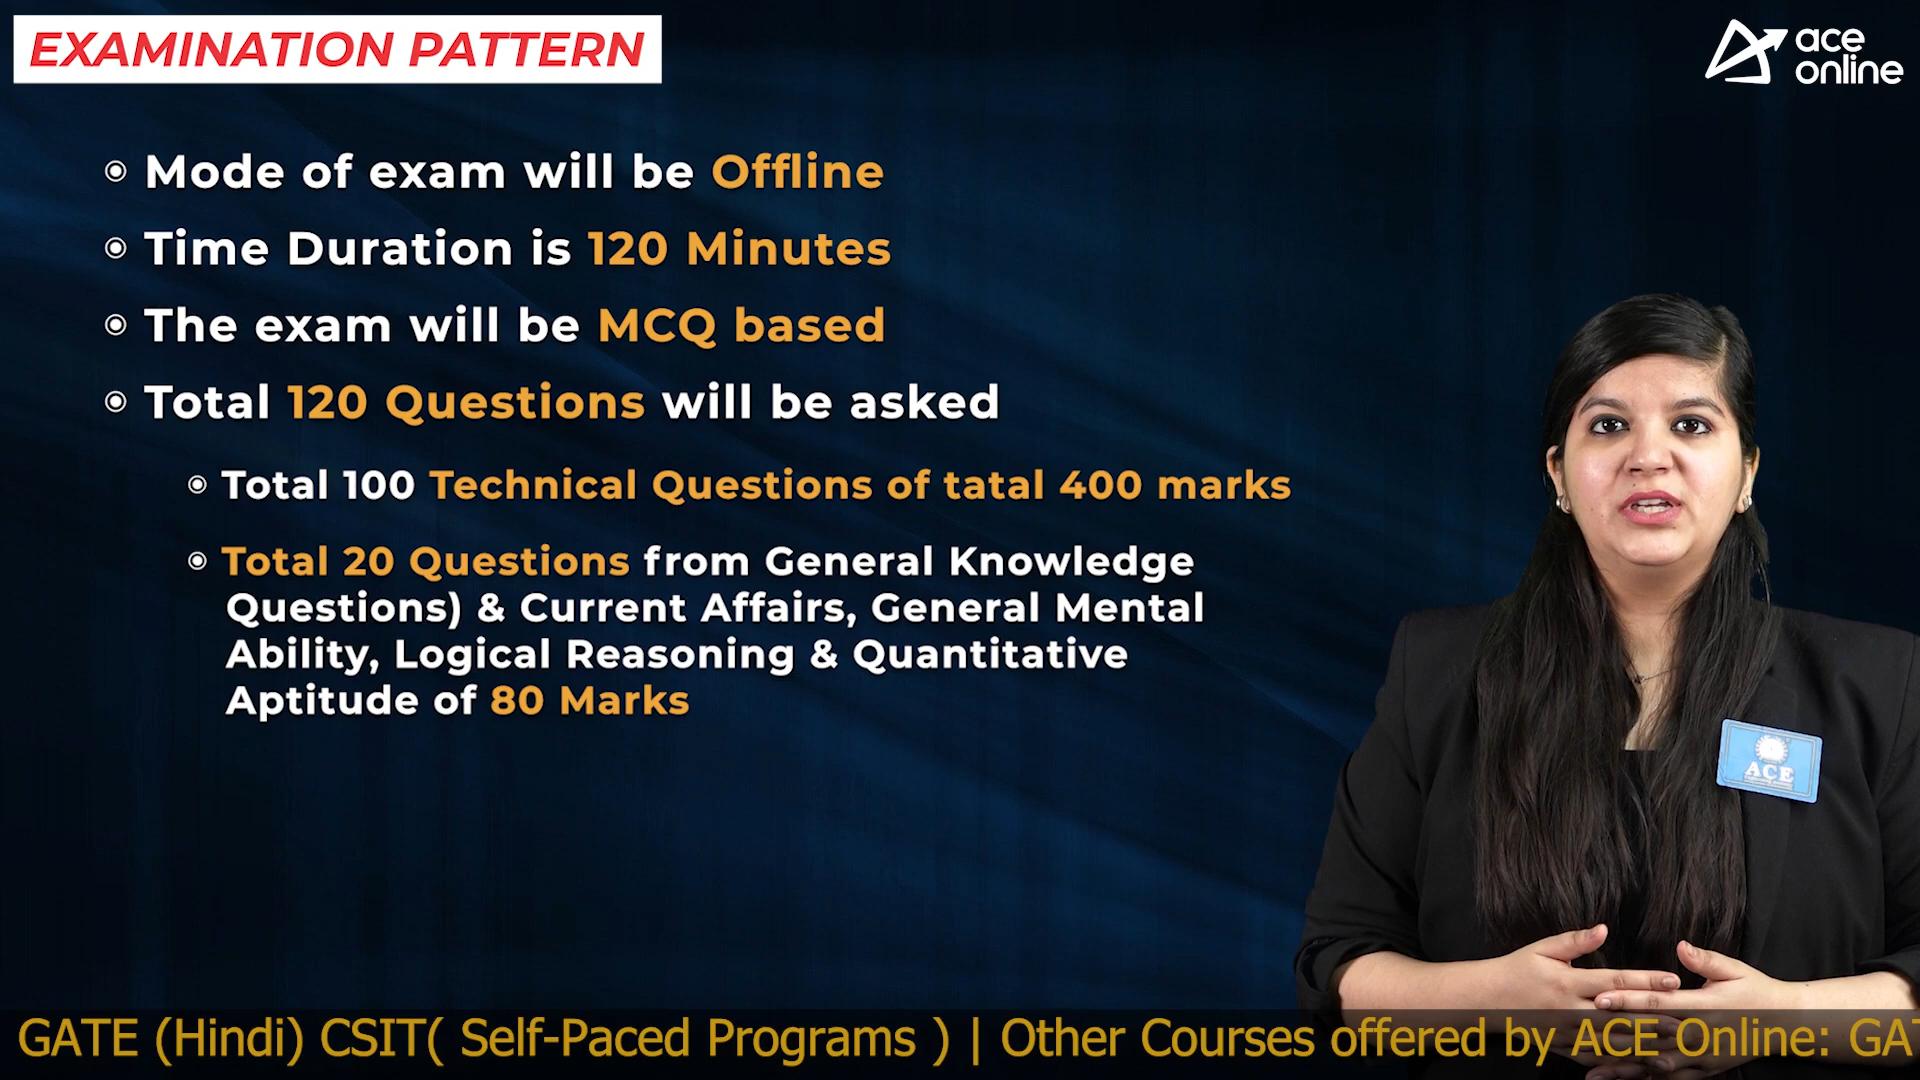 EXAMINATION PATTERN
ace
online
Mode of exam will be Offline
Time Duration is 120 Minutes
The exam will be MCQ based
Total 120 Questions will be asked
Total 100 Technical Questions of tatal 400 marks
Total 20 Questions from General Knowledge
Questions) & Current Affairs, General Mental
Ability, Logical Reasoning & Quantitative
Aptitude of 80 Marks
ACE
GATE (Hindi) CSIT( Self-Paced Programs ) | Other Courses offered by ACE Online: GAT